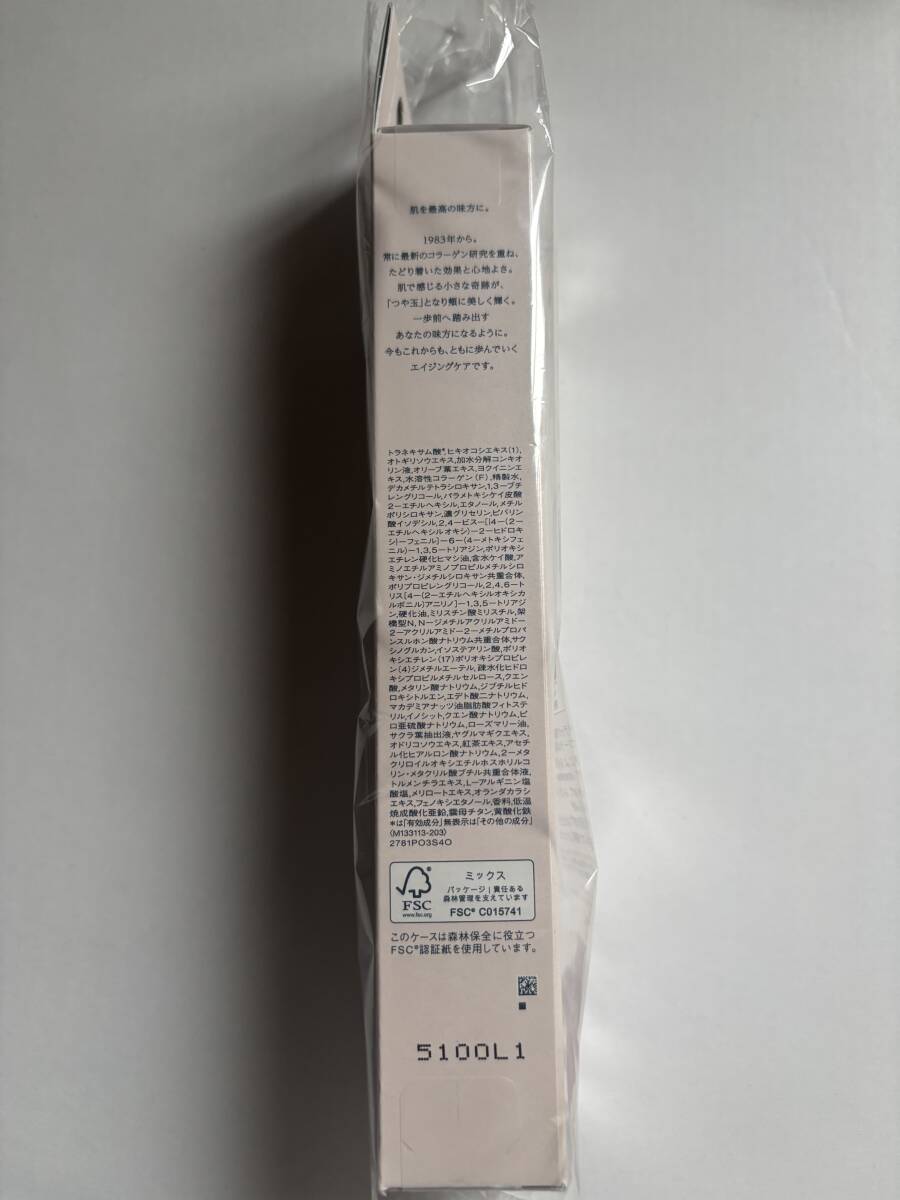 肌を最高の味方に。
1983年から。
常に最新のコラーゲン研究を重ね、
たどり着いた効果と心地よさ。
肌で感じる小さな奇跡が、
「つや玉」となり頬に美しく輝く。
一歩前へ踏み出す
あなたの味方になるように。
今もこれからも、ともに歩んでいく
エイジングケアです。
トラネキサム酸*,ヒキオコシエキス(1),
オトギリソウエキス,加水分解コンキオ
リン液,オリーブ葉エキス,ヨクイニンエ
キス,水溶性コラーゲン(F),精製水,
デカメチルテトラシロキサン,1,3-ブチ
レングリコール,パラメトキシケイ皮酸
2-エチルヘキシル,エタノール,メチル
ポリシロキサン,濃グリセリン,ピバリン
酸イソデシル,2,4-ビス-[{4-(2-
エチルヘキシルオキシ)-2-ヒドロキ
シ}-フェニル]-6-(4-メトキシフェ
ニル)-1,3,5-トリアジン,ポリオキシ
エチレン硬化ヒマシ油,含水ケイ酸,ア
ミノエチルアミノプロピルメチルシロ
キサン・ジメチルシロキサン共重合体,
ポリプロピレングリコール,2,4,6-ト
リス[4-(2-エチルヘキシルオキシカ
ルボニル)アニリノ]-1,3,5-トリアジ
ン,硬化油,ミリスチン酸ミリスチル,架
橋型N,N-ジメチルアクリルアミド-
2-アクリルアミド-2-メチルプロパ
ンスルホン酸ナトリウム共重合体,サク
シノグルカン,イソステアリン酸,ポリオ
キシエチレン(17)ポリオキシプロピレ
ン(4)ジメチルエーテル,疎水化ヒドロ
キシプロピルメチルセルロース,クエン
酸,メタリン酸ナトリウム,ジブチルヒド
ロキシトルエン,エデト酸二ナトリウム,
マカデミアナッツ油脂肪酸フィトステ
リル,イノシット,クエン酸ナトリウム,ピ
ロ亜硫酸ナトリウム,ローズマリー油,
サクラ葉抽出液,ヤグルマギクエキス,
オドリコソウエキス,紅茶エキス,アセチ
ル化ヒアルロン酸ナトリウム,2-メタ
クリロイルオキシエチルホスホリルコ
リン・メタクリル酸ブチル共重合体液,
トルメンチラエキス,L-アルギニン塩
酸塩,メリロートエキス,オランダカラシ
エキス,フェノキシエタノール,香料,低温
焼成酸化亜鉛,雲母チタン,黄酸化鉄
*は「有効成分」無表示は「その他の成分」
(M133113-203)
2781PO3S4O
FSC
www.fsc.org
ミックス
パッケージ|責任ある
森林管理を支えています
FSC® C015741
このケースは森林保全に役立つ
FSC®認証紙を使用しています。
5100L1